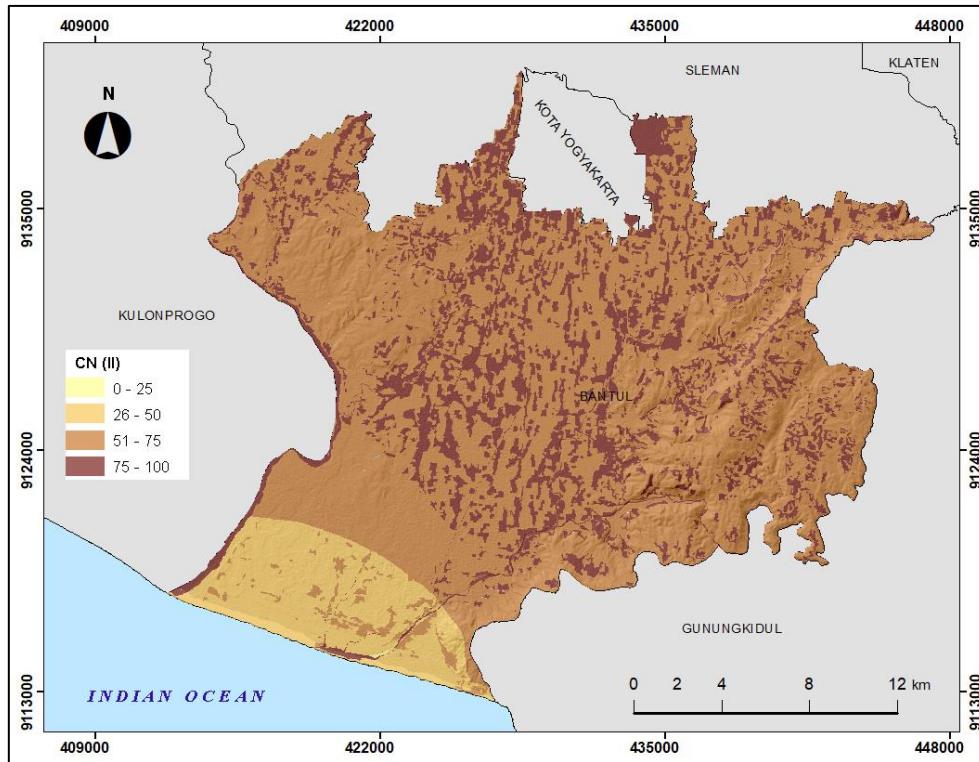 409000 422000 435000 448000
KLATEN
SLEMAN
N
KOTA YOGYAKARTA
9135000 9135000
KULONPROGO
CN (II)
0 - 25
26 - 50
51 - 75
75 - 100
BANTUL
9124000 9124000
GUNUNGKIDUL
INDIAN OCEAN
0 2 4 8 12 km
9113000 9113000
409000 422000 435000 448000